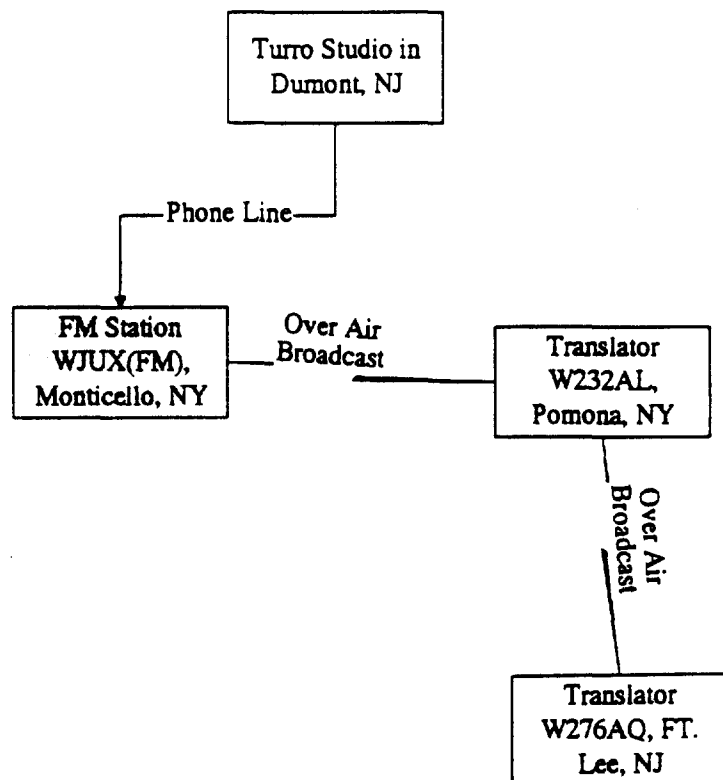 Turro Studio in
Dumont, NJ
Phone Line
FM Station
WJUX(FM),
Monticello, NY
Over Air
Broadcast
Translator
W232AL,
Pomona, NY
Over Air
Broadcast
Translator
W276AQ, FT.
Lee, NJ